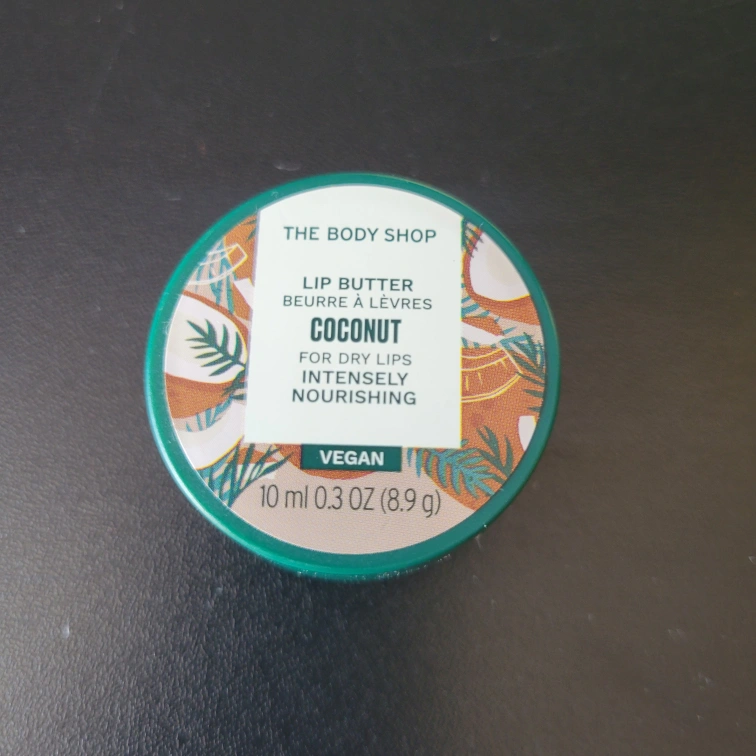 THE BODY SHOP
LIP BUTTER
BEURRE À LÈVRES
COCONUT
FOR DRY LIPS
INTENSELY
NOURISHING
VEGAN
10 ml 0.3 OZ (8.9 g)